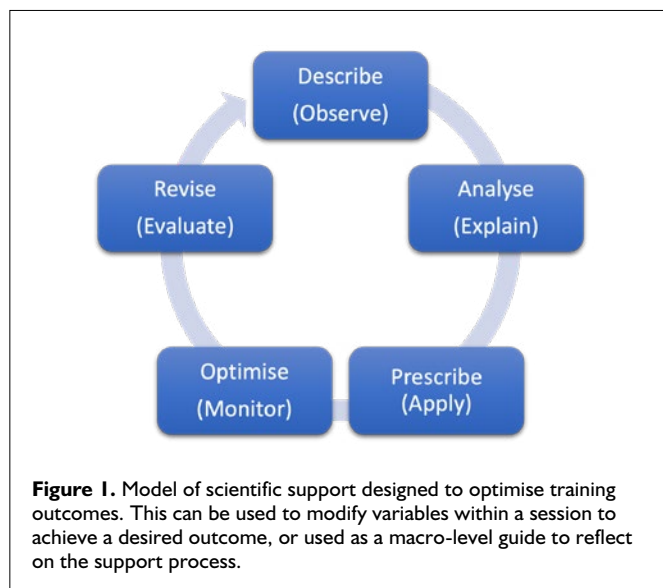 Describe
(Observe)
Revise
(Evaluate)
Analyse
(Explain)
Optimise
(Monitor)
Prescribe
(Apply)
Figure 1. Model of scientific support designed to optimise training
outcomes. This can be used to modify variables within a session to
achieve a desired outcome, or used as a macro-level guide to reflect
on the support process.